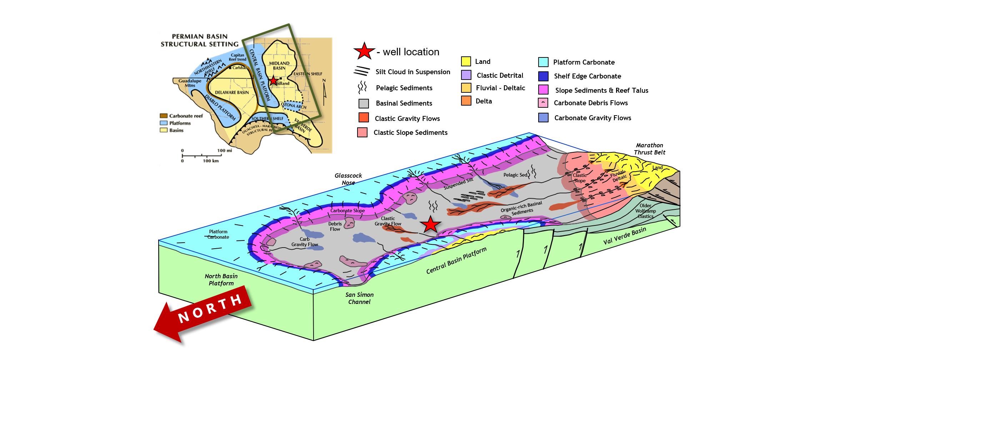 PERMIAN BASIN
STRUCTURAL SETTING
Capitan
Reef trend
NORTHWESTERN
SHELF
Carlsbad
Guadalupe
Mtns
DELAWARE BASIN
DIABLO PLATFORM
CENTRAL BASIN PLATFORM
MIDLAND
BASIN
EASTERN SHELF
Midland
N
OZONA ARCH
SOUTHERN SHELF
VAL VERDE
BASIN
OUACHITA - MARATHON
STRUCTURAL BELT
Carbonate reef
Platforms
Basins
0 100 mi
0 100 km
- well location
Silt Cloud in Suspension
Pelagic Sediments
Basinal Sediments
Clastic Gravity Flows
Clastic Slope Sediments
Land
Clastic Detrital
Fluvial - Deltaic
Delta
Platform Carbonate
Shelf Edge Carbonate
Slope Sediments & Reef Talus
Carbonate Debris Flows
Carbonate Gravity Flows
Marathon
Thrust Belt
Land
Fluvial-
Deltaic
Clastic
Slope
Pelagic Sed.
Suspended Silt
Glasscock
Nose
Organic-rich Basinal
Sediments
Older
Wolfcamp
Clastics
Carbonate Slope
Clastic
Gravity Flow
Debris
Flow
Platform
Carbonate
Carb
Gravity Flow
Val Verde Basin
Central Basin Platform
North Basin
Platform
San Simon
Channel
NORTH